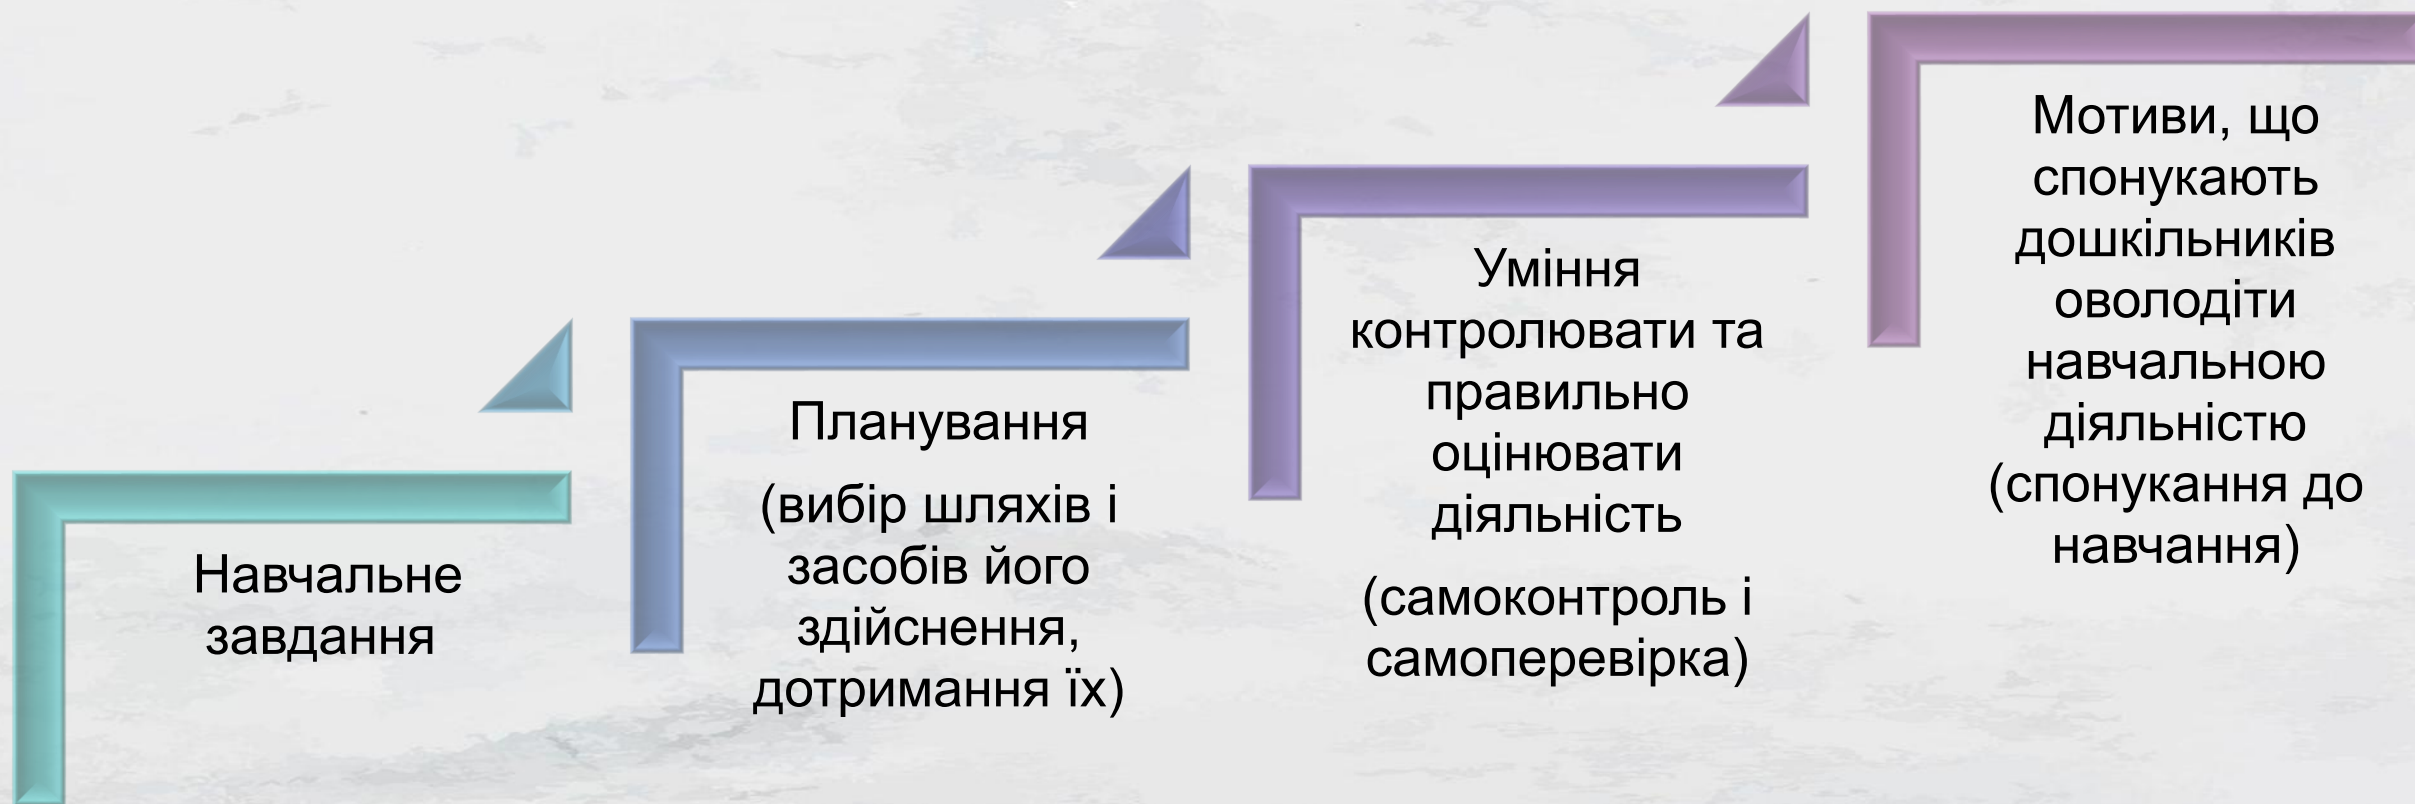 Навчальне
завдання
Планування
(вибір шляхів і
засобів його
здійснення,
дотримання їх)
Уміння
контролювати та
правильно
оцінювати
діяльність
(самоконтроль і
самоперевірка)
Мотиви, що
спонукають
дошкільників
оволодіти
навчальною
діяльністю
(спонукання до
навчання)